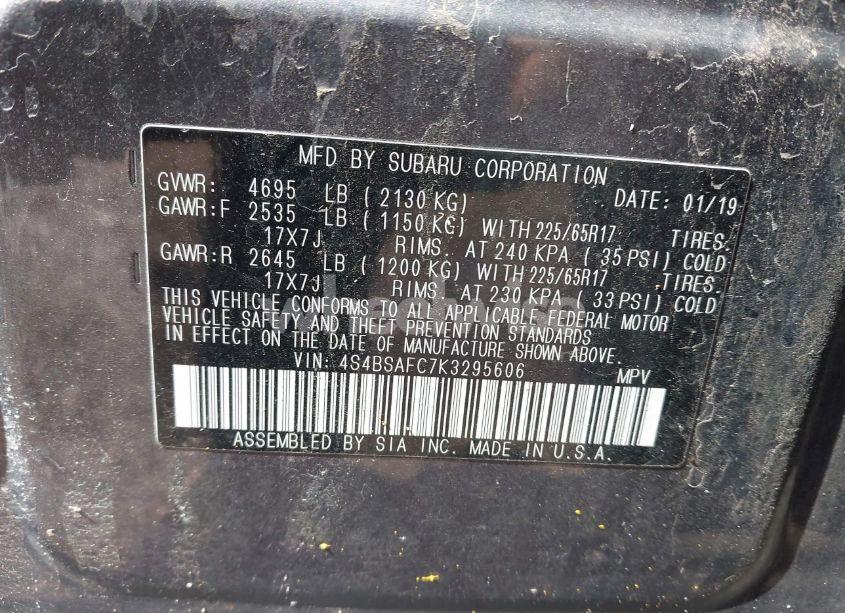 MFD BY SUBARU CORPORATION
GVWR: 4695 LB ( 2130 KG) DATE: 01/19
GAWR:F 2535 LB ( 1150 KG) WITH 225/65R17 TIRES.
17X7J RIMS. AT 240 KPA ( 35 PSI) COLD
GAWR:R 2645 LB ( 1200 KG) WITH 225/65R17 TIRES.
17X7J RIMS. AT 230 KPA ( 33 PSI) COLD
THIS VEHICLE CONFORMS TO ALL APPLICABLE FEDERAL MOTOR
VEHICLE SAFETY AND THEFT PREVENTION STANDARDS
IN EFFECT ON THE DATE OF MANUFACTURE SHOWN ABOVE.
VIN: 4S4BSAFC7K3295606 MPV
ASSEMBLED BY SIA INC. MADE IN U.S.A.